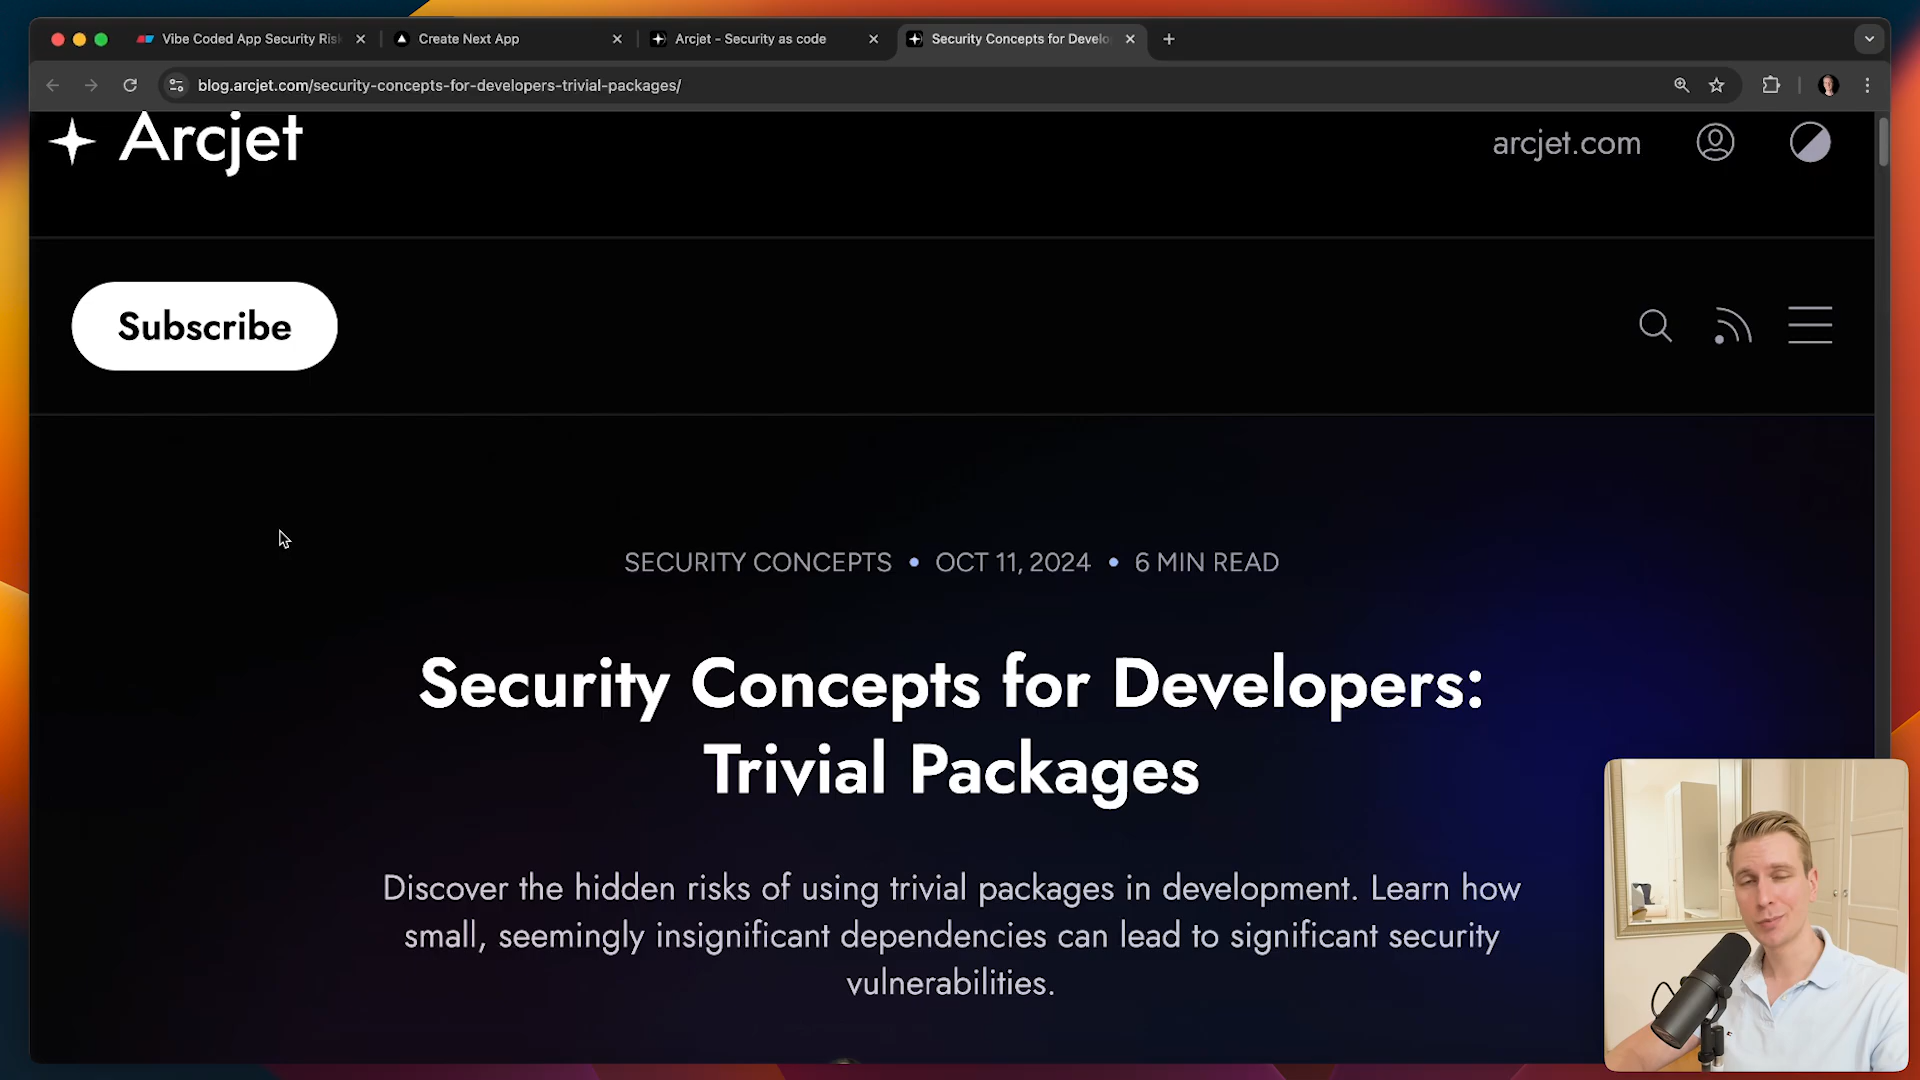 Vibe Coded App Security Ris
Create Next App
Arcjet - Security as code
Security Concepts for Develo
blog.arcjet.com/security-concepts-for-developers-trivial-packages/
Arcjet
arcjet.com
Subscribe
SECURITY CONCEPTS • OCT 11, 2024 • 6 MIN READ
Security Concepts for Developers:
Trivial Packages
Discover the hidden risks of using trivial packages in development. Learn how
small, seemingly insignificant dependencies can lead to significant security
vulnerabilities.